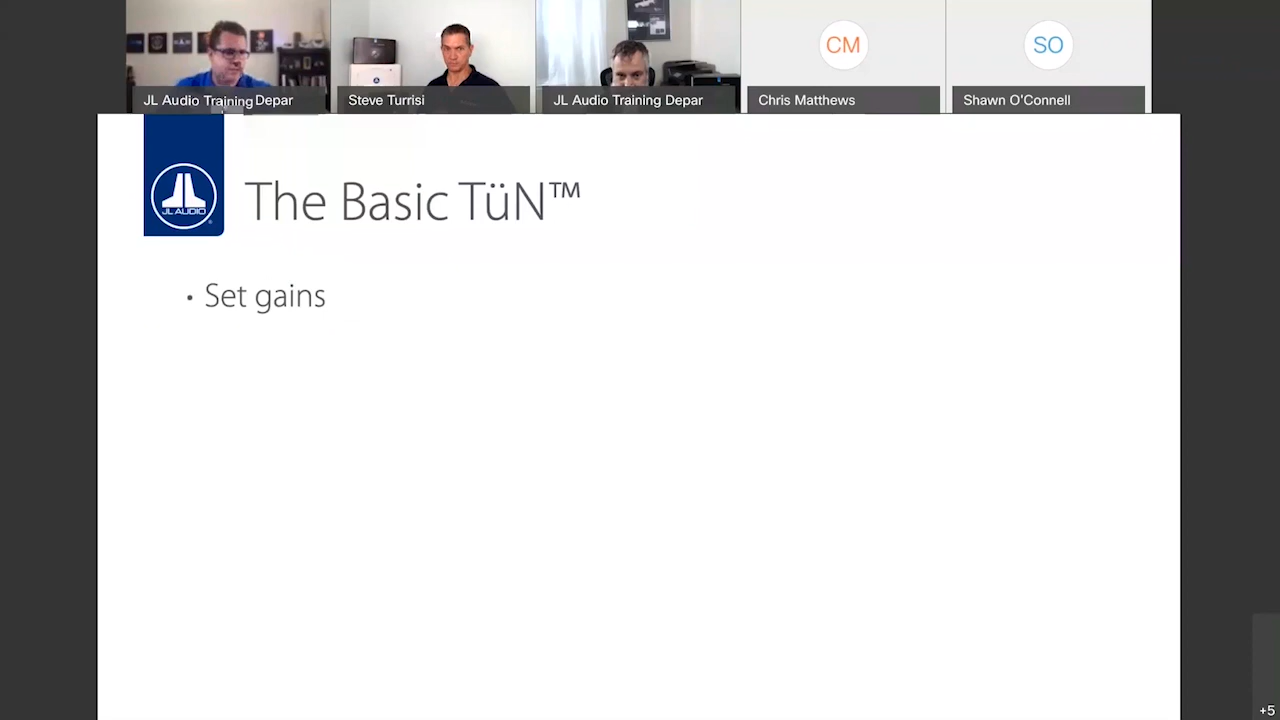 JL Audio Training Depar
Steve Turrisi
JL Audio Training Depar
CM
Chris Matthews
SO
Shawn O'Connell
JL AUDIO
The Basic TüN™
• Set gains
+5